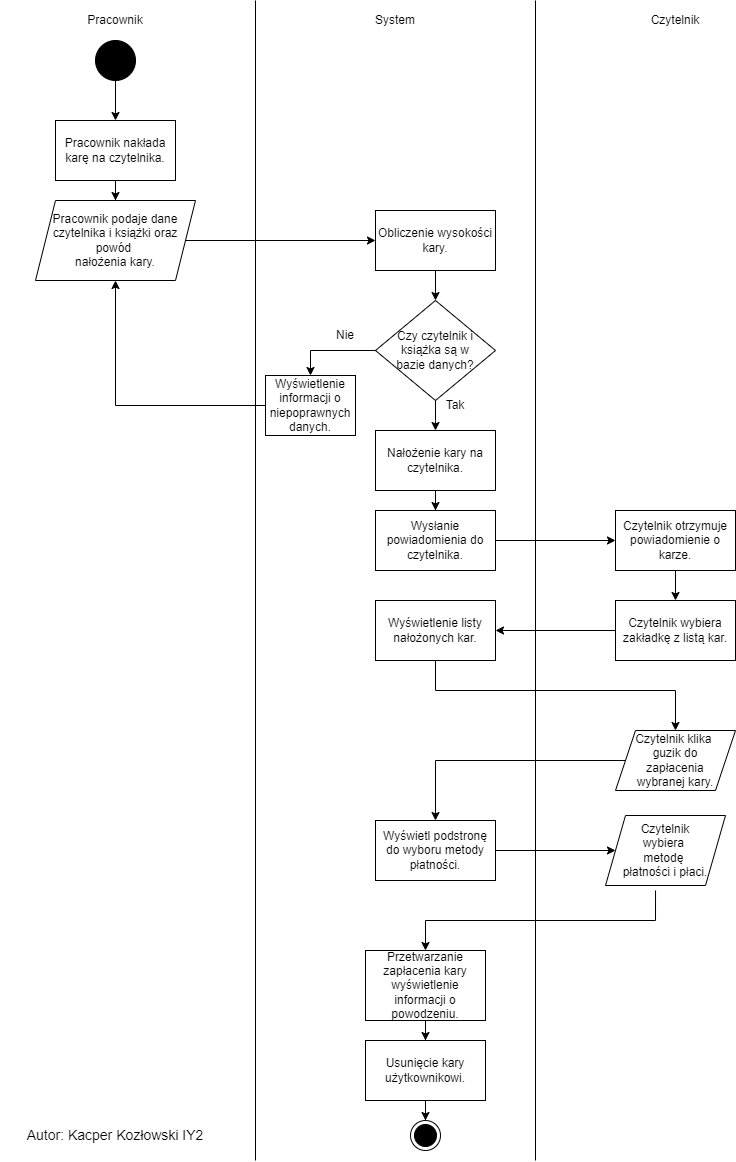 Pracownik
System
Czytelnik
Pracownik nakłada
karę na czytelnika.
Pracownik podaje dane
czytelnika i książki oraz
powód
nałożenia kary.
Obliczenie wysokości
kary.
Czy czytelnik i
książka są w
bazie danych?
Nie
Wyświetlenie
informacji o
niepoprawnych
danych.
Tak
Nałożenie kary na
czytelnika.
Wysłanie
powiadomienia do
czytelnika.
Czytelnik otrzymuje
powiadomienie o
karze.
Czytelnik wybiera
zakładkę z listą kar.
Wyświetlenie listy
nałożonych kar.
Czytelnik klika
guzik do
zapłacenia
wybranej kary.
Wyświetl podstronę
do wyboru metody
płatności.
Czytelnik
wybiera
metodę
płatności i płaci.
Przetwarzanie
zapłacenia kary
wyświetlenie
informacji o
powodzeniu.
Usunięcie kary
użytkownikowi.
Autor: Kacper Kozłowski IY2